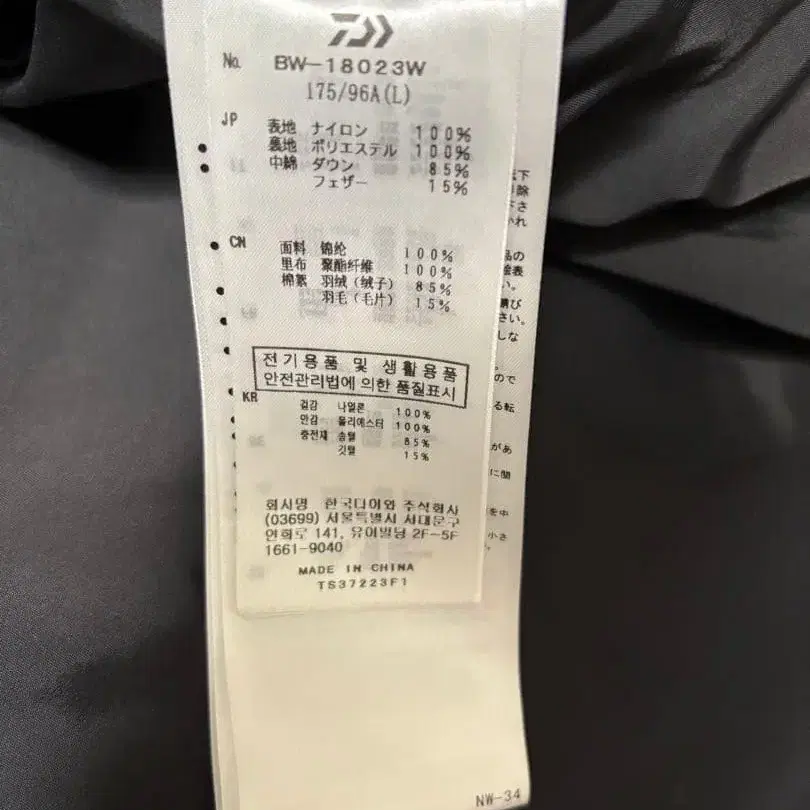 No. BW-18023W
175/96A(L)
JP
表地 ナイロン 100%
裏地 ポリエステル 100%
中綿 ダウン 85%
フェザー 15%
CN
面料 锦纶 100%
里布 聚酯纤维 100%
棉絮 羽绒(绒子) 85%
羽毛(毛片) 15%
전기용품 및 생활용품
안전관리법에 의한 품질표시
KR
겉감 나일론 100%
안감 폴리에스터 100%
충전재 솜털 85%
깃털 15%
회사명 한국다이와 주식회사
(03699) 서울특별시 서대문구
연희로 141, 유이빌딩 2F~5F
1661-9040
MADE IN CHINA
TS37223F1
NW-34